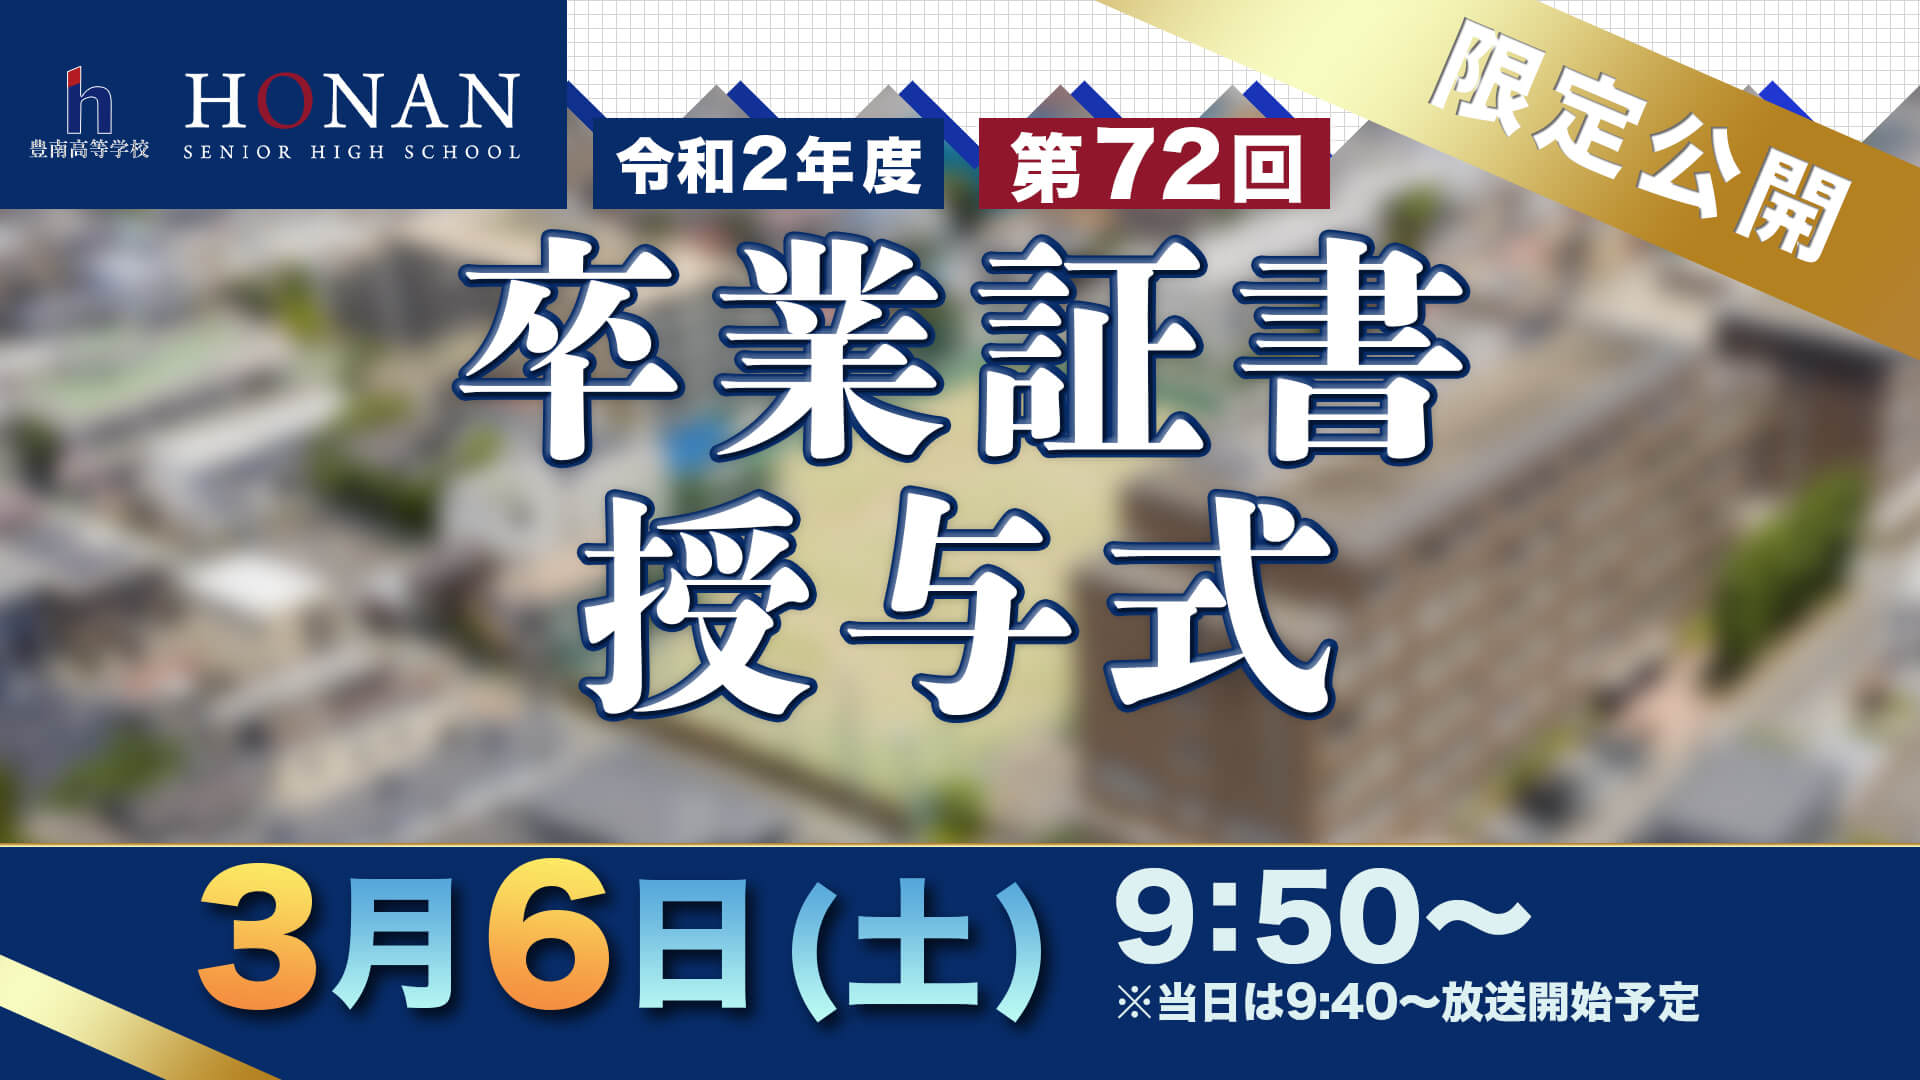 HONAN
豊南高等学校
SENIOR HIGH SCHOOL
限定公開
令和2年度
第72回
卒業証書
授与式
3月6日(土)
9:50〜
※当日は9:40〜放送開始予定